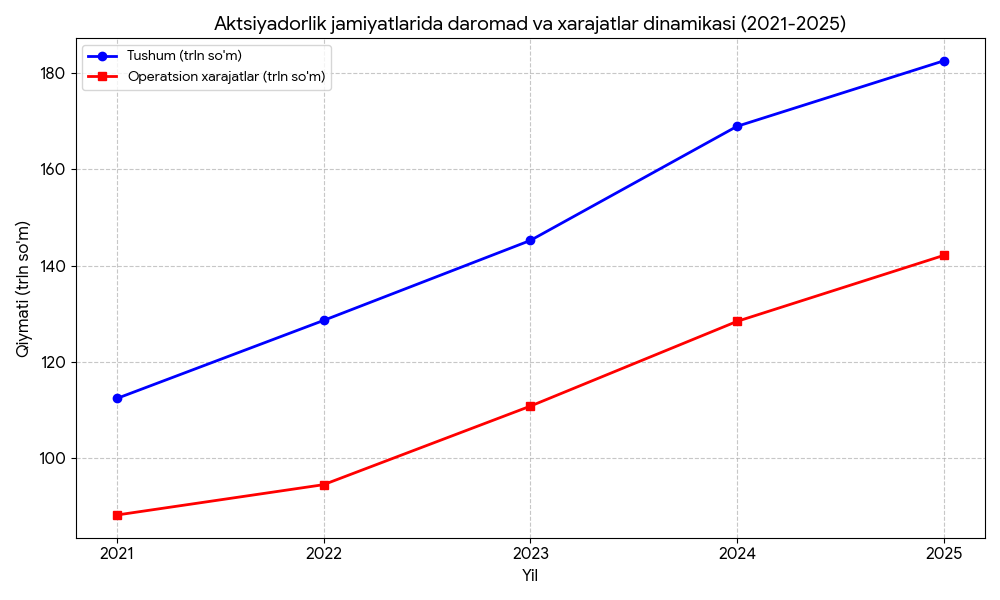 Aktsiyadorlik jamiyatlarida daromad va xarajatlar dinamikasi (2021-2025)
Tushum (trln so'm)
Operatsion xarajatlar (trln so'm)
Qiymati (trln so'm)
180
160
140
120
100
2021 2022 2023 2024 2025
Yil